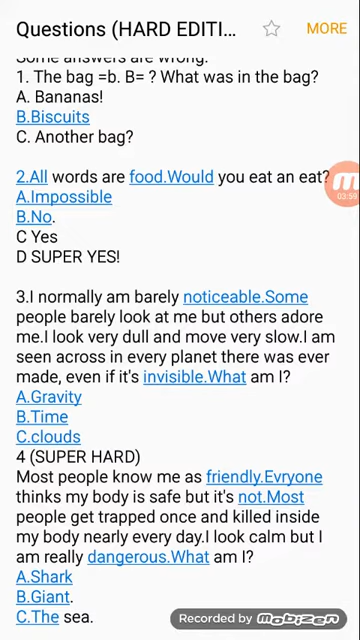 Questions (HARD EDITI... MORE
Some answers are wrong.
1. The bag =b. B= ? What was in the bag?
A. Bananas!
B.Biscuits
C. Another bag?
2.All words are food.Would you eat an eat?
A.Impossible
B.No.
C Yes
D SUPER YES!
3.I normally am barely noticeable.Some
people barely look at me but others adore
me.I look very dull and move very slow.I am
seen across in every planet there was ever
made, even if it's invisible.What am I?
A.Gravity
B.Time
C.clouds
4 (SUPER HARD)
Most people know me as friendly.Evryone
thinks my body is safe but it's not.Most
people get trapped once and killed inside
my body nearly every day.I look calm but I
am really dangerous.What am I?
A.Shark
B.Giant.
C.The sea.
03:59
Recorded by Mobizen